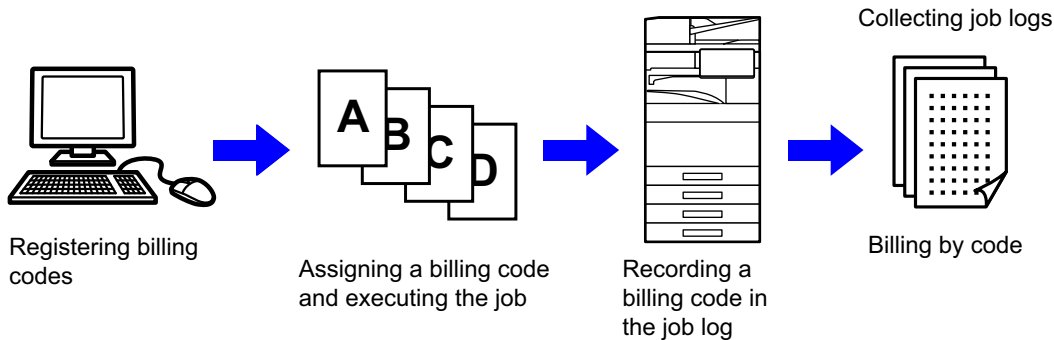 Collecting job logs
A
B
C
D
Registering billing
codes
Assigning a billing code
and executing the job
Recording a
billing code in
the job log
Billing by code